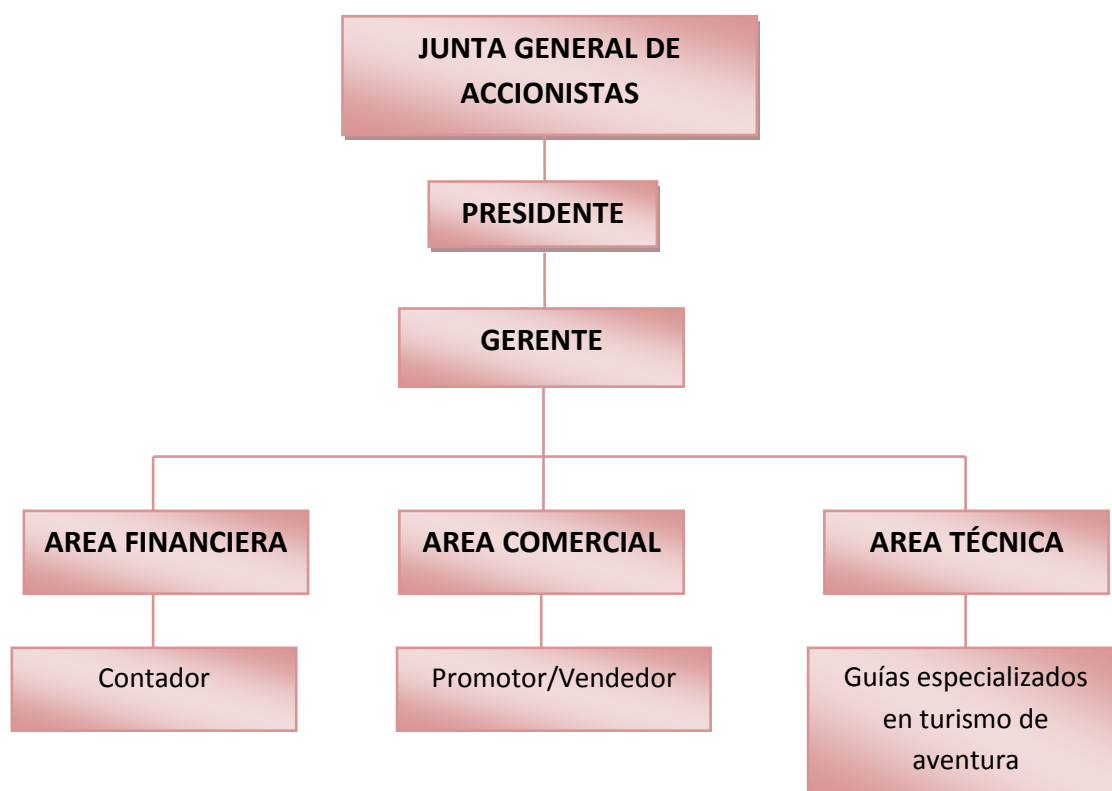 JUNTA GENERAL DE
ACCIONISTAS
PRESIDENTE
GERENTE
AREA FINANCIERA
AREA COMERCIAL
AREA TÉCNICA
Contador
Promotor/Vendedor
Guías especializados
en turismo de
aventura